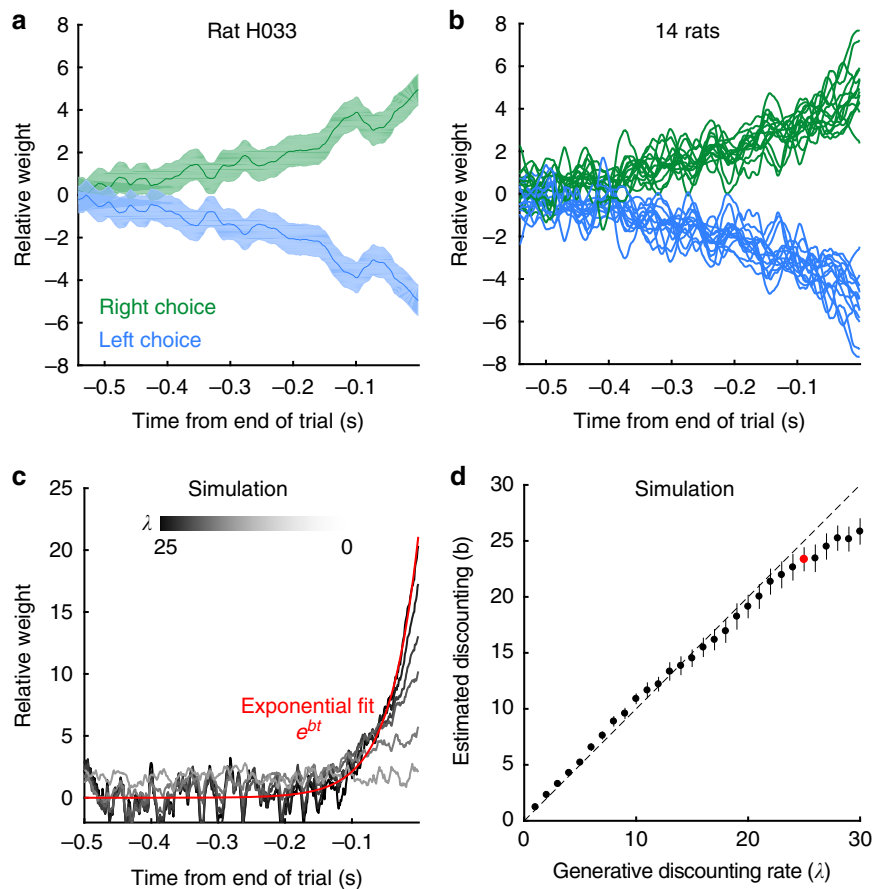 a
Rat H033
Relative weight
8
6
4
2
0
−2
−4
−6
−8
Right choice
Left choice
−0.5
−0.4
−0.3
−0.2
−0.1
Time from end of trial (s)
b
14 rats
Relative weight
8
6
4
2
0
−2
−4
−6
−8
−0.5
−0.4
−0.3
−0.2
−0.1
Time from end of trial (s)
c
Simulation
λ
25
0
Relative weight
25
20
15
10
5
0
Exponential fit
e^bt
−0.5
−0.4
−0.3
−0.2
−0.1
Time from end of trial (s)
d
Simulation
Estimated discounting (b)
30
25
20
15
10
5
0
0
10
20
30
Generative discounting rate (λ)